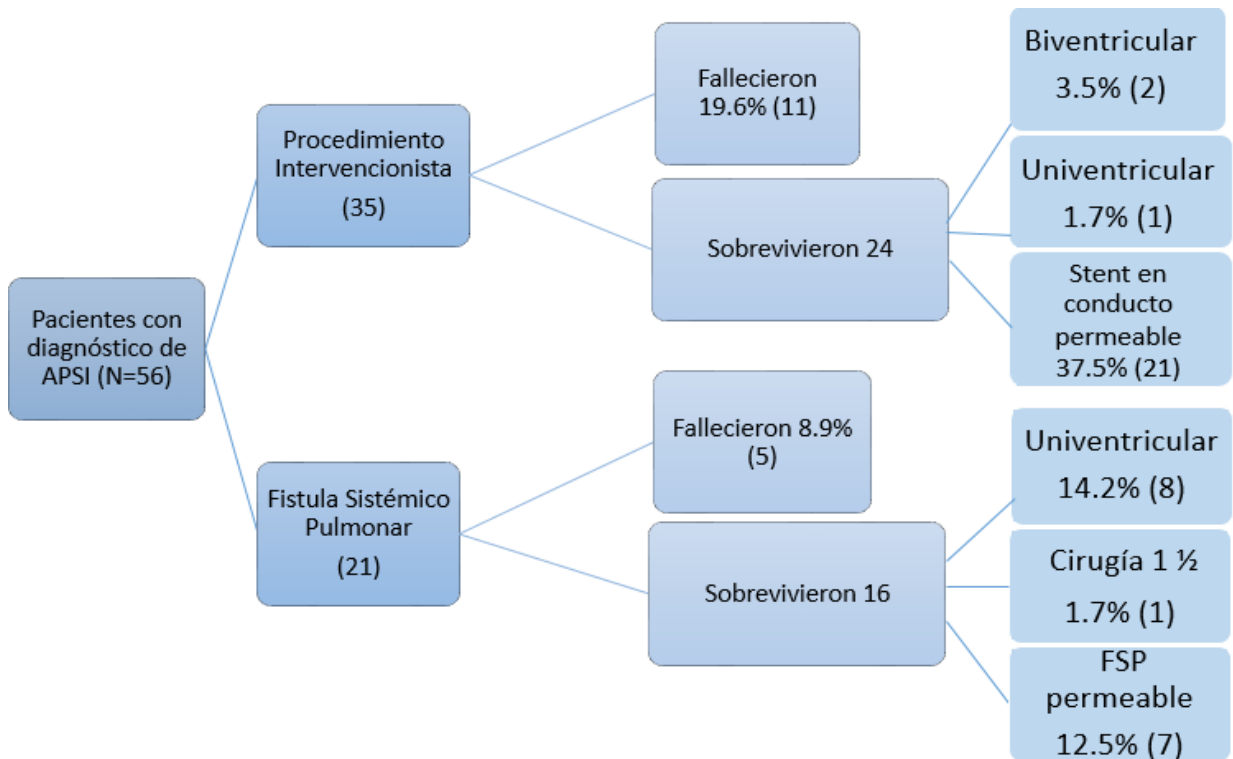 Pacientes con
diagnóstico de
APSI (N=56)
Procedimiento
Intervencionista
(35)
Fallecieron
19.6% (11)
Sobrevivieron 24
Biventricular
3.5% (2)
Univentricular
1.7% (1)
Stent en
conducto
permeable
37.5% (21)
Fistula Sistémico
Pulmonar
(21)
Fallecieron 8.9%
(5)
Sobrevivieron 16
Univentricular
14.2% (8)
Cirugía 1 ½
1.7% (1)
FSP
permeable
12.5% (7)